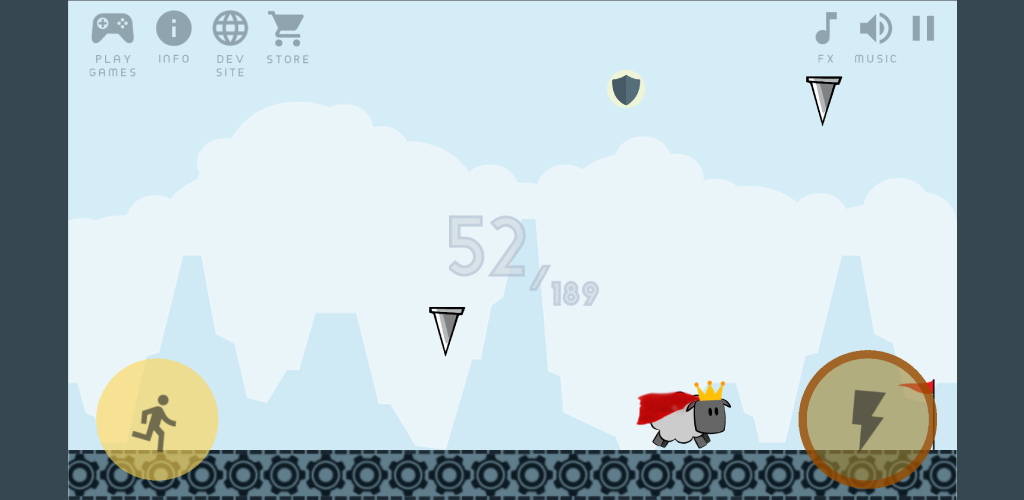 PLAY
GAMES
INFO
DEV
SITE
STORE
FX
MUSIC
52/189